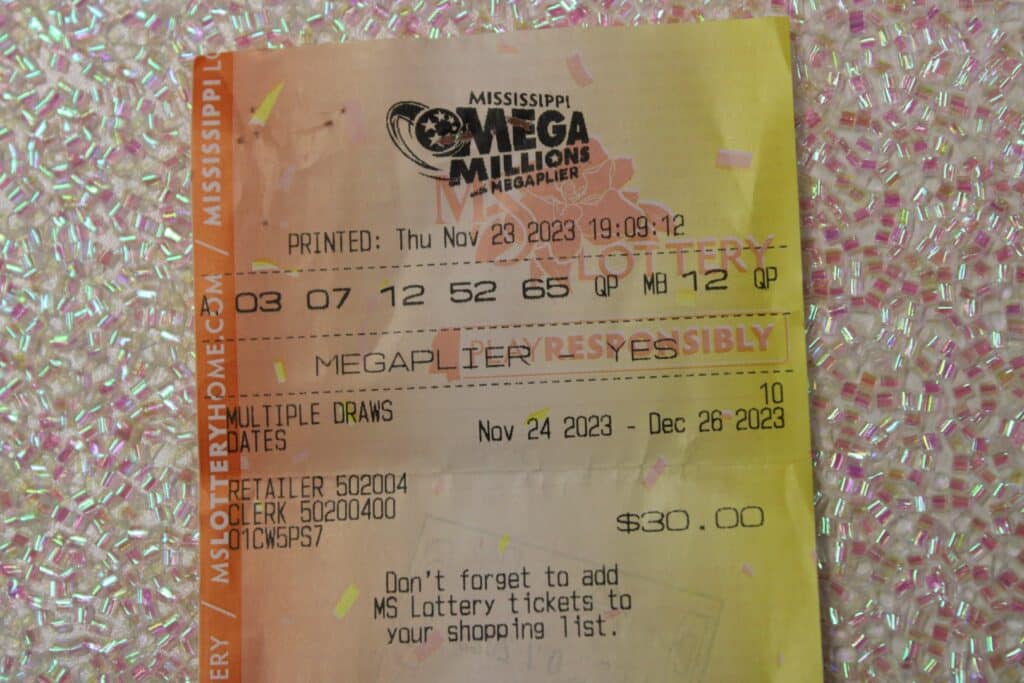 MISSISSIPPI
MEGA
MILLIONS
with MEGAPLIER
MS
LOTTERY
PRINTED: Thu Nov 23 2023 19:09:12
A. 03 07 12 52 65 QP MB 12 QP
PLAY RESPONSIBLY
MEGAPLIER - YES
MULTIPLE DRAWS 10
DATES Nov 24 2023 - Dec 26 2023
RETAILER 502004
CLERK 50200400
01CW5PS7
$30.00
Don't forget to add
MS Lottery tickets to
your shopping list.
ERY / MSLOTTERYHOME.COM / MISSISSIPPI LO